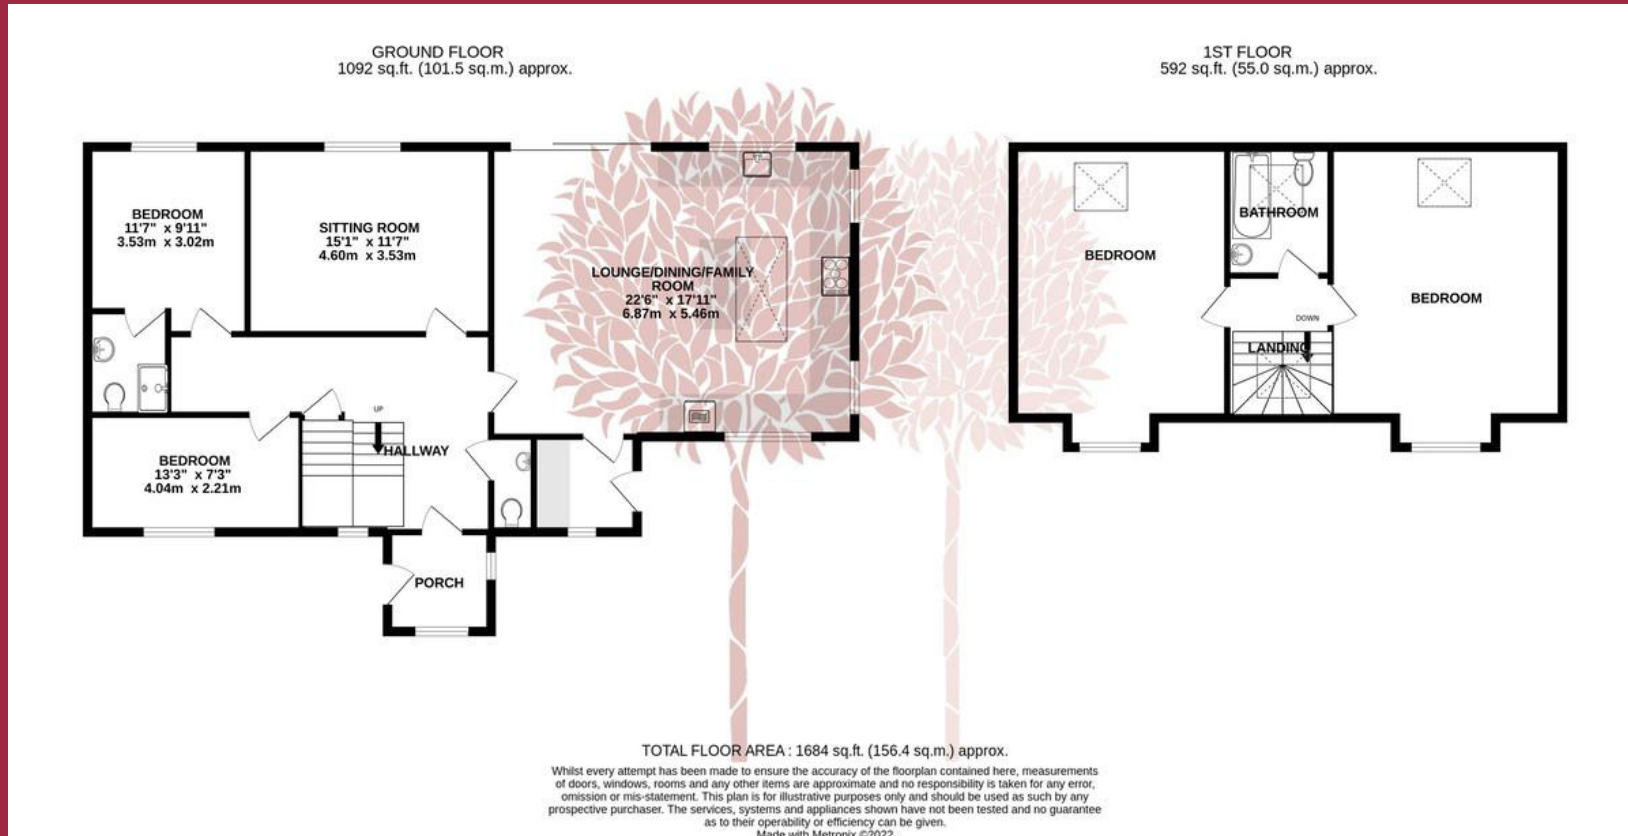 GROUND FLOOR
1092 sq.ft. (101.5 sq.m.) approx.
1ST FLOOR
592 sq.ft. (55.0 sq.m.) approx.
BEDROOM
11'7" x 9'11"
3.53m x 3.02m
SITTING ROOM
15'1" x 11'7"
4.60m x 3.53m
LOUNGE/DINING/FAMILY
ROOM
22'6" x 17'11"
6.87m x 5.46m
UP
HALLWAY
BEDROOM
13'3" x 7'3"
4.04m x 2.21m
PORCH
BEDROOM
BATHROOM
BEDROOM
DOWN
LANDING
TOTAL FLOOR AREA : 1684 sq.ft. (156.4 sq.m.) approx.
Whilst every attempt has been made to ensure the accuracy of the floorplan contained here, measurements
of doors, windows, rooms and any other items are approximate and no responsibility is taken for any error,
omission or mis-statement. This plan is for illustrative purposes only and should be used as such by any
prospective purchaser. The services, systems and appliances shown have not been tested and no guarantee
as to their operability or efficiency can be given.
Made with Metropix ©2022